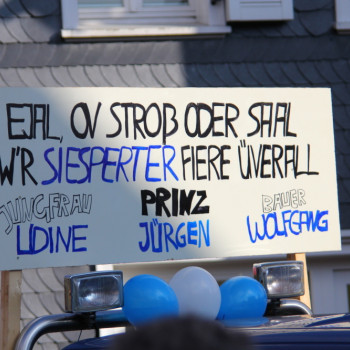 EJAL, OV STROß ODER SAAL
W'R SIESPERTER FIERE ÜVERALL
JUNGFRAU PRINZ BAUER
UDINE JÜRGEN WOLFGANG